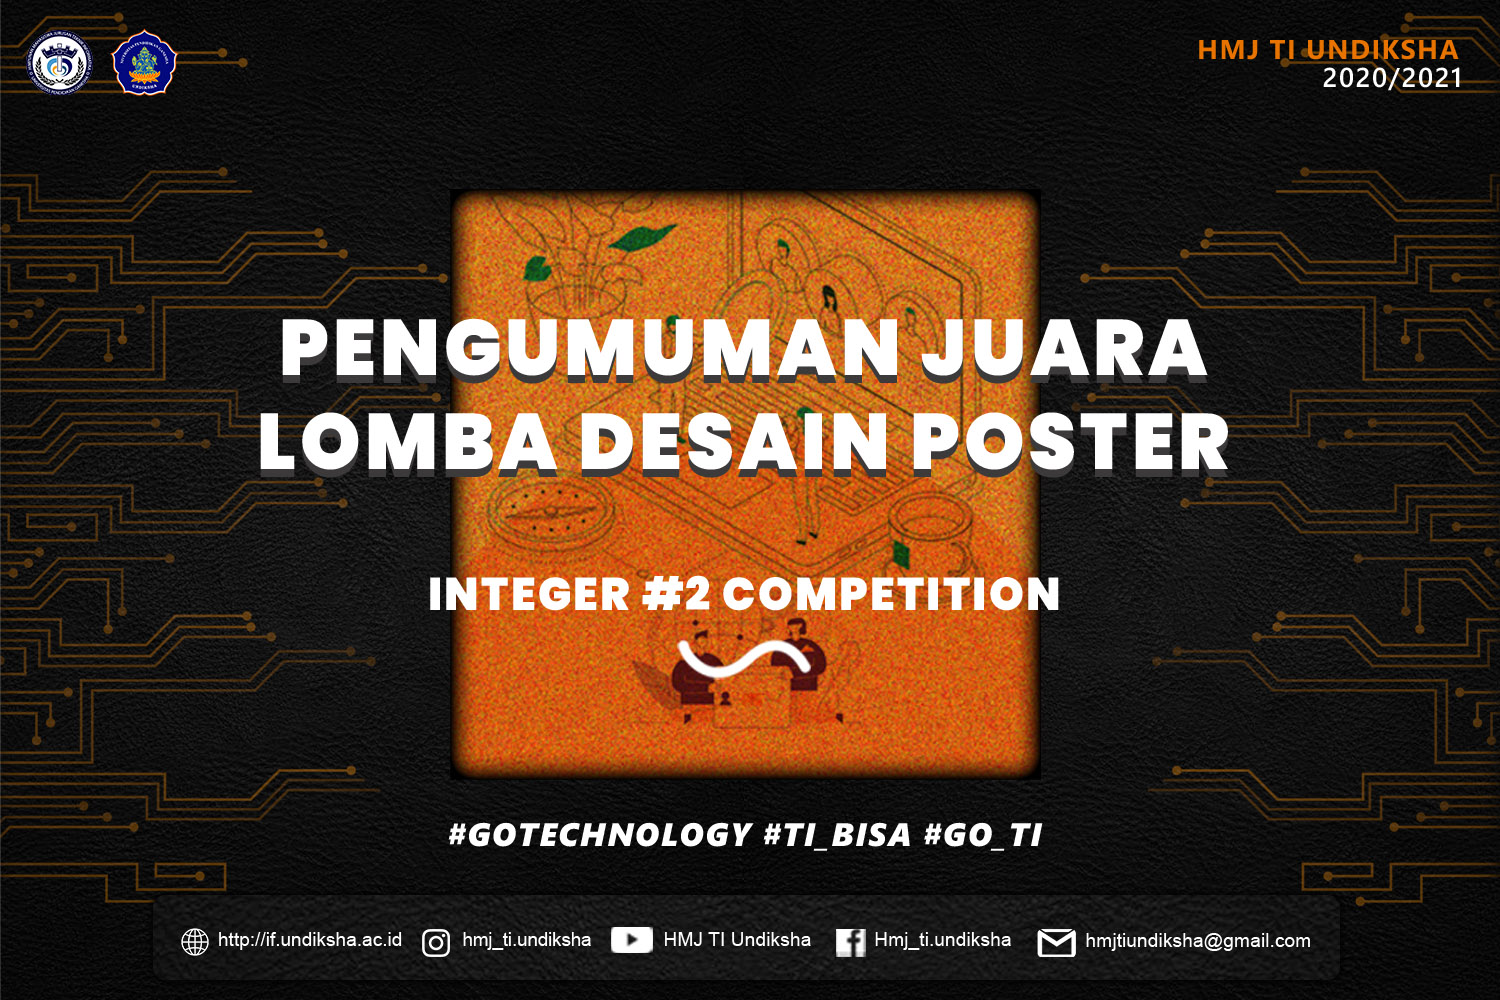 HMJ TI UNDIKSHA
2020/2021
PENGUMUMAN JUARA
LOMBA DESAIN POSTER
INTEGER #2 COMPETITION
#GOTECHNOLOGY #TI_BISA #GO_TI
http://if.undiksha.ac.id hmj_ti.undiksha HMJ TI Undiksha Hmj_ti.undiksha hmjtiundiksha@gmail.com